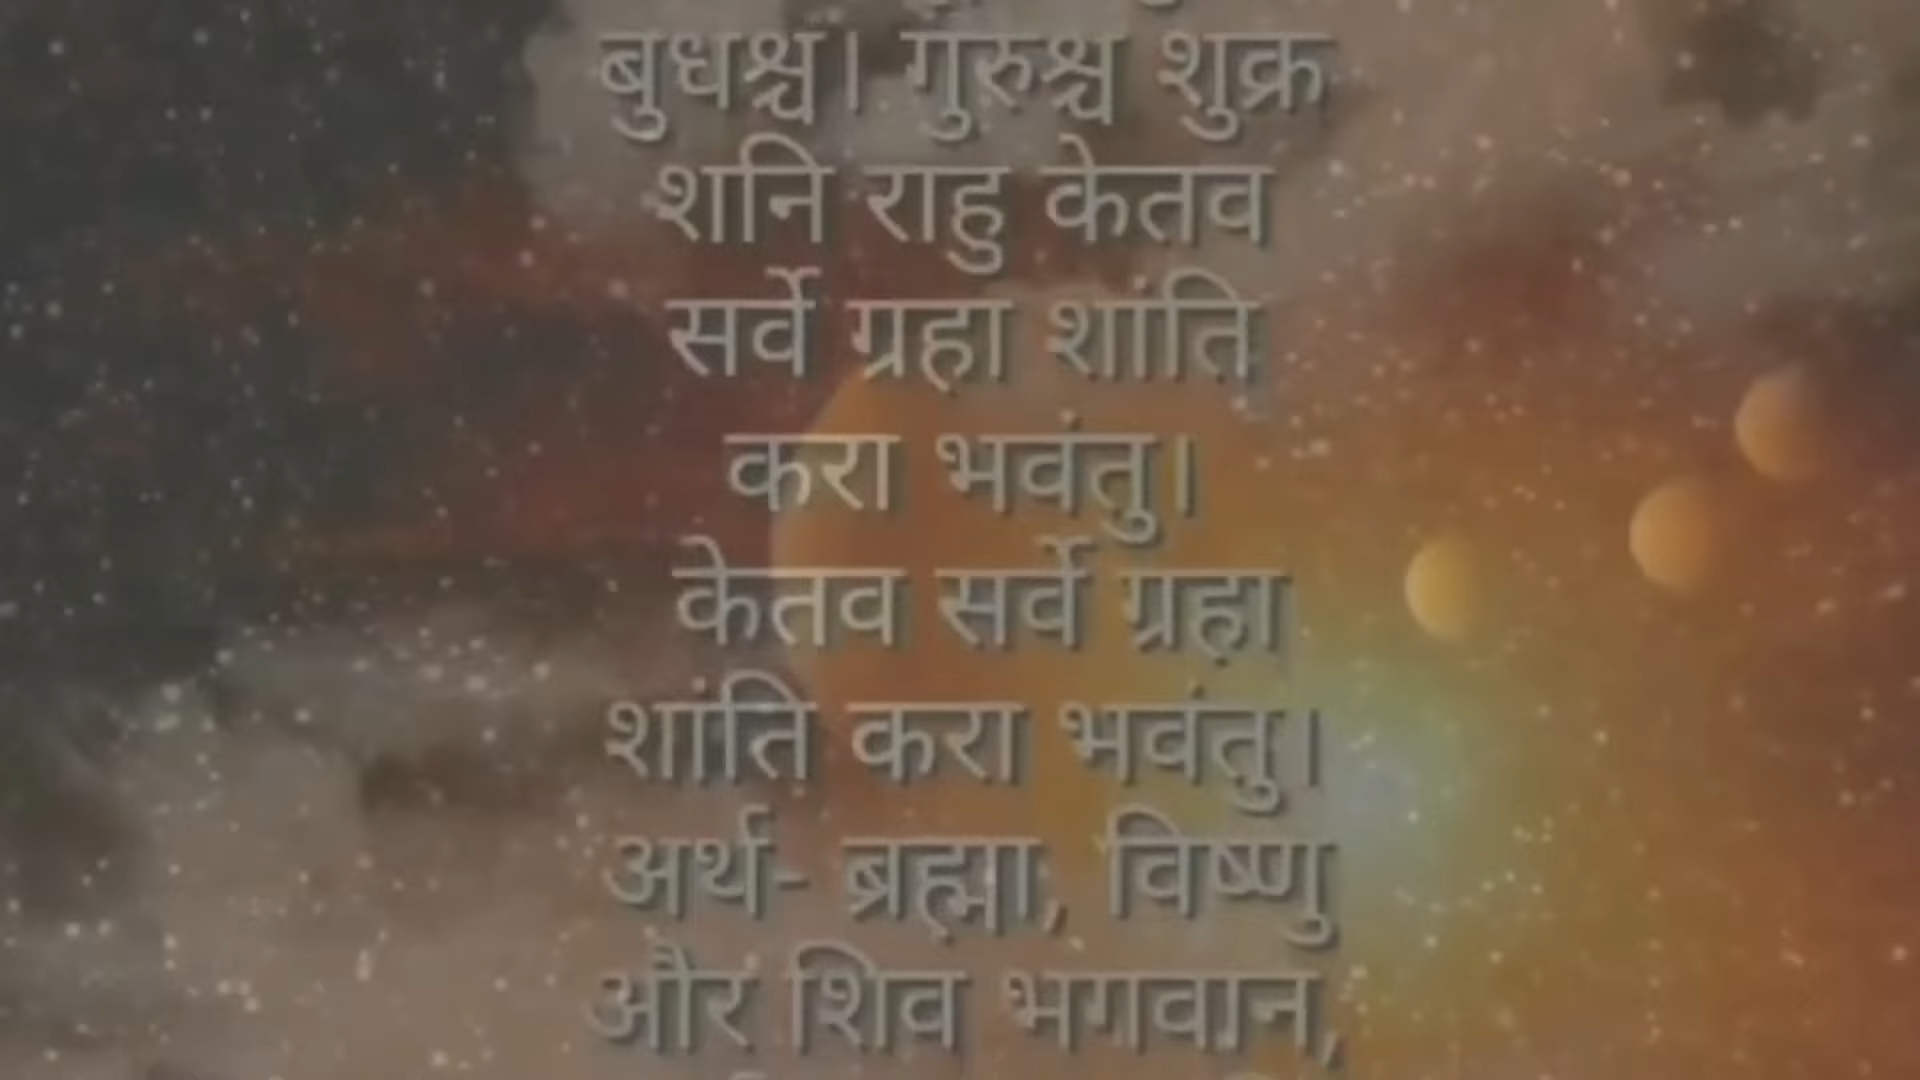 बुधश्च। गुरुश्च शुक्र
शनि राहु केतव
सर्वे ग्रहा शांति
करा भवंतु।
केतव सर्वे ग्रहा
शांति करा भवंतु।
अर्थ- ब्रह्मा, विष्णु
और शिव भगवान,